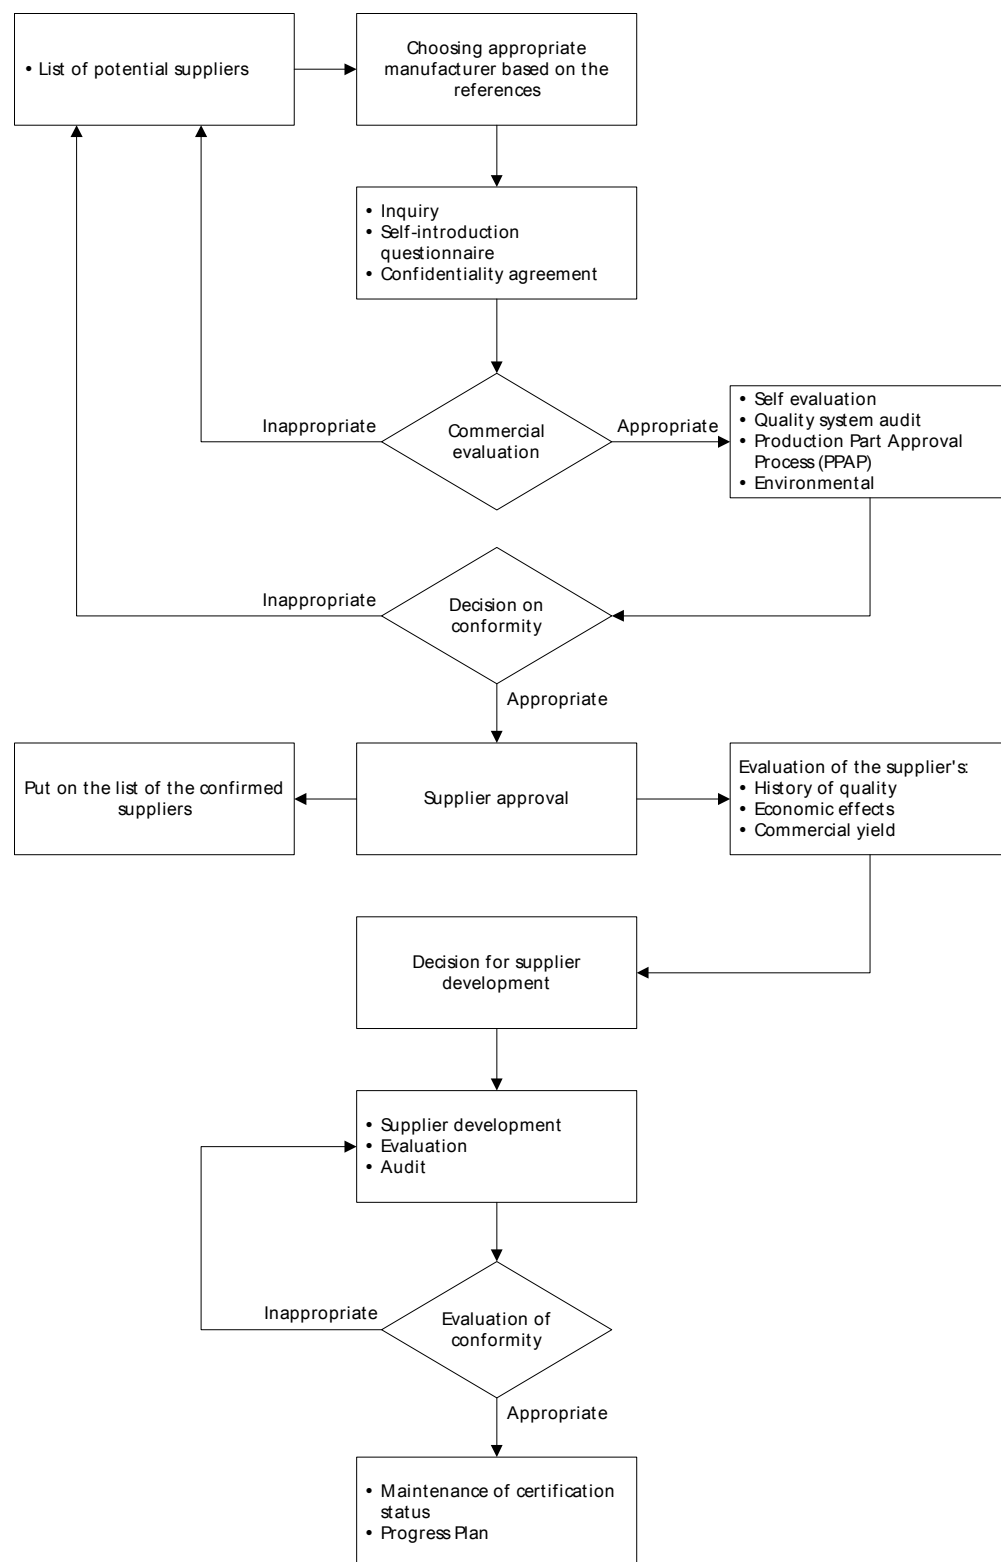 • List of potential suppliers
Choosing appropriate
manufacturer based on the
references
• Inquiry
• Self-introduction
questionnaire
• Confidentiality agreement
Inappropriate
Commercial
evaluation
Appropriate
• Self evaluation
• Quality system audit
• Production Part Approval
Process (PPAP)
• Environmental
Inappropriate
Decision on
conformity
Appropriate
Put on the list of the confirmed
suppliers
Supplier approval
Evaluation of the supplier's:
• History of quality
• Economic effects
• Commercial yield
Decision for supplier
development
• Supplier development
• Evaluation
• Audit
Inappropriate
Evaluation of
conformity
Appropriate
• Maintenance of certification
status
• Progress Plan